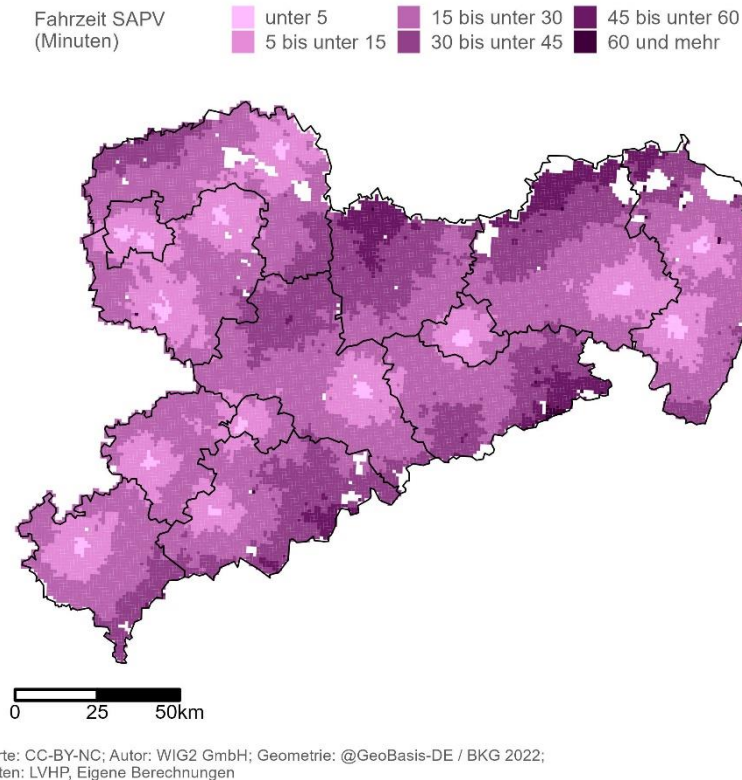 Fahrzeit SAPV
(Minuten)
unter 5
5 bis unter 15
15 bis unter 30
30 bis unter 45
45 bis unter 60
60 und mehr
0 25 50km
rte: CC-BY-NC; Autor: WIG2 GmbH; Geometrie: @GeoBasis-DE / BKG 2022;
ten: LVHP, Eigene Berechnungen